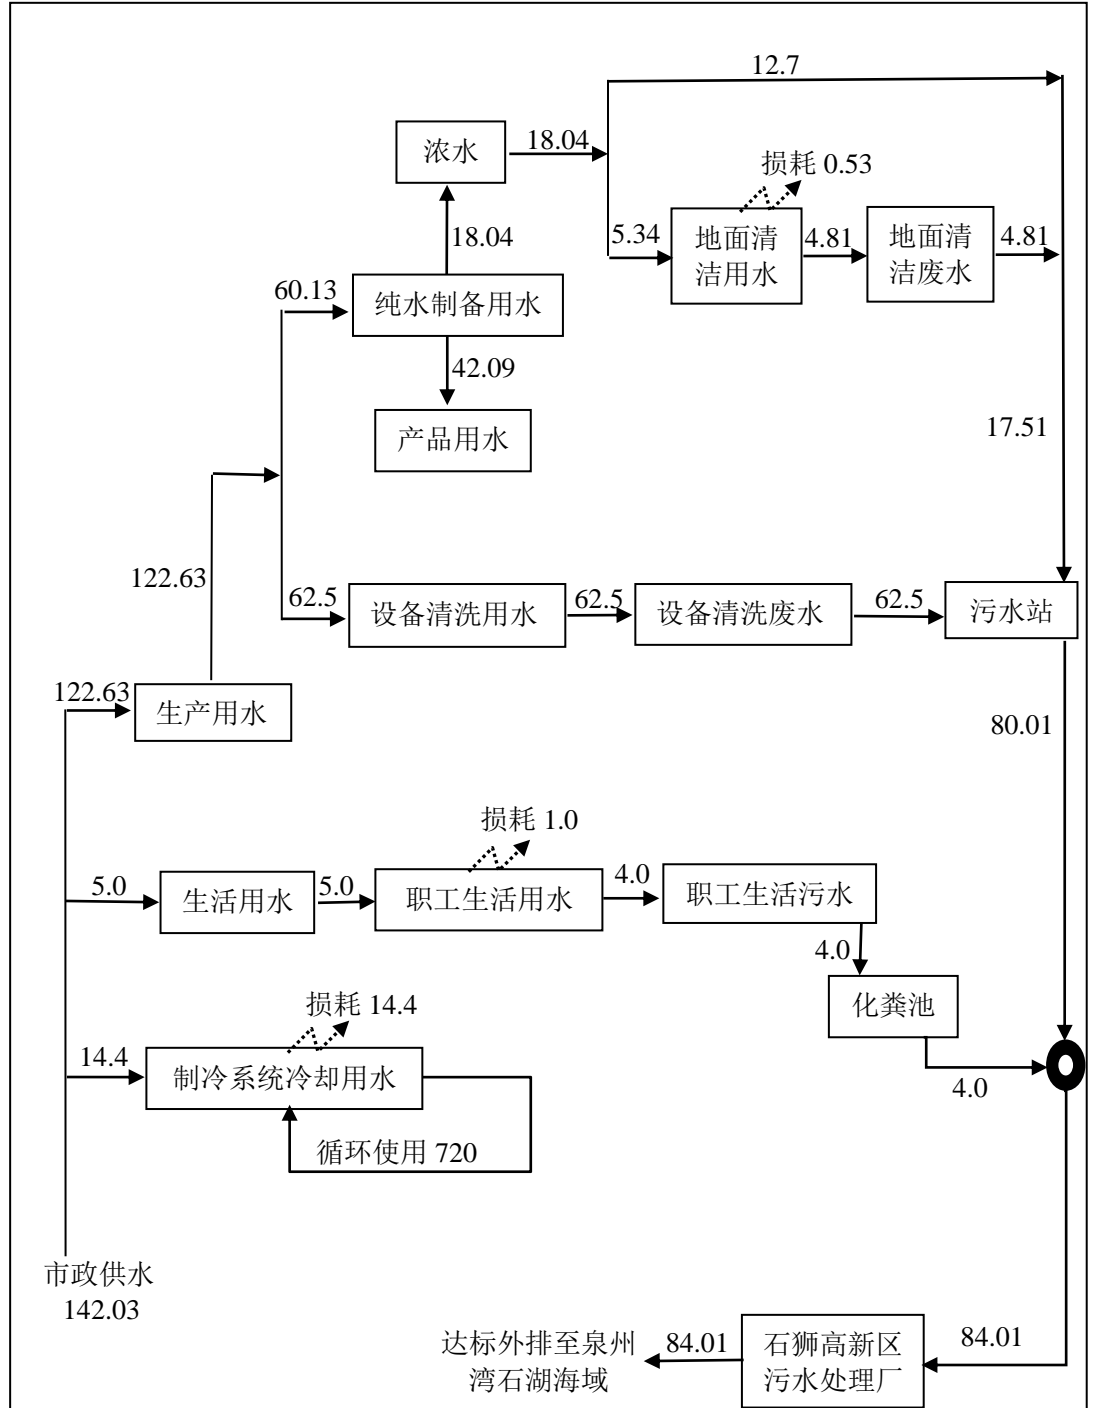 12.7
浓水
18.04
损耗 0.53
18.04
5.34
地面清
洁用水
4.81
地面清
洁废水
4.81
60.13
纯水制备用水
42.09
产品用水
17.51
122.63
62.5
设备清洗用水
62.5
设备清洗废水
62.5
污水站
122.63
生产用水
80.01
损耗 1.0
5.0
生活用水
5.0
职工生活用水
4.0
职工生活污水
4.0
化粪池
4.0
损耗 14.4
14.4
制冷系统冷却用水
循环使用 720
市政供水
142.03
达标外排至泉州
湾石湖海域
84.01
石狮高新区
污水处理厂
84.01